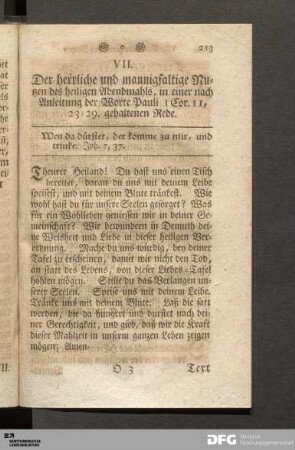 213
VII.
Der herrliche und mannigfaltige Nu-
tzen des heiligen Abendmahls, in einer nach
Anleitung der Worte Pauli 1 Cor. 11,
23-29. gehaltenen Rede.
Wen da dürstet, der komme zu mir, und
trinke. Joh. 7, 37.
Theurer Heiland! Du hast uns einen Tisch
bereitet, daran du uns mit deinem Leibe
speisest, und mit deinem Blute tränkest. Wie
wohl hast du für unsere Seelen gesorget? Was
für ein Wohlleben geniessen wir in deiner Ge-
meinschaft? Wir bewundern in Demuth dei-
ne Weisheit und Liebe in dieser heiligen Ver-
ordnung. Mache du uns würdig, bey deiner
Tafel zu erscheinen, damit wir nicht den Tod,
an statt des Lebens, von dieser Liebes-Tafel
hohlen mögen. Stille du das Verlangen un-
serer Seelen. Speise uns mit deinem Leibe.
Tränke uns mit deinem Blute. Laß die satt
werden, die da hungert und dürstet nach dei-
ner Gerechtigkeit, und gieb, daß wir die Kraft
dieser Mahlzeit in unserm ganzen Leben zeigen
mögen, Amen.
O 3 Text
II.
DFG Deutsche
Forschungsgemeinschaft